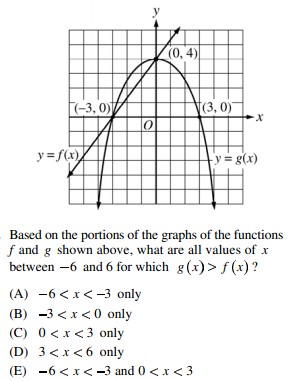 y
(0, 4)
(–3, 0)
(3, 0)
x
O
y = f(x)
y = g(x)
Based on the portions of the graphs of the functions
f and g shown above, what are all values of x
between –6 and 6 for which g(x) > f(x)?
(A) –6 < x < –3 only
(B) –3 < x < 0 only
(C) 0 < x < 3 only
(D) 3 < x < 6 only
(E) –6 < x < –3 and 0 < x < 3